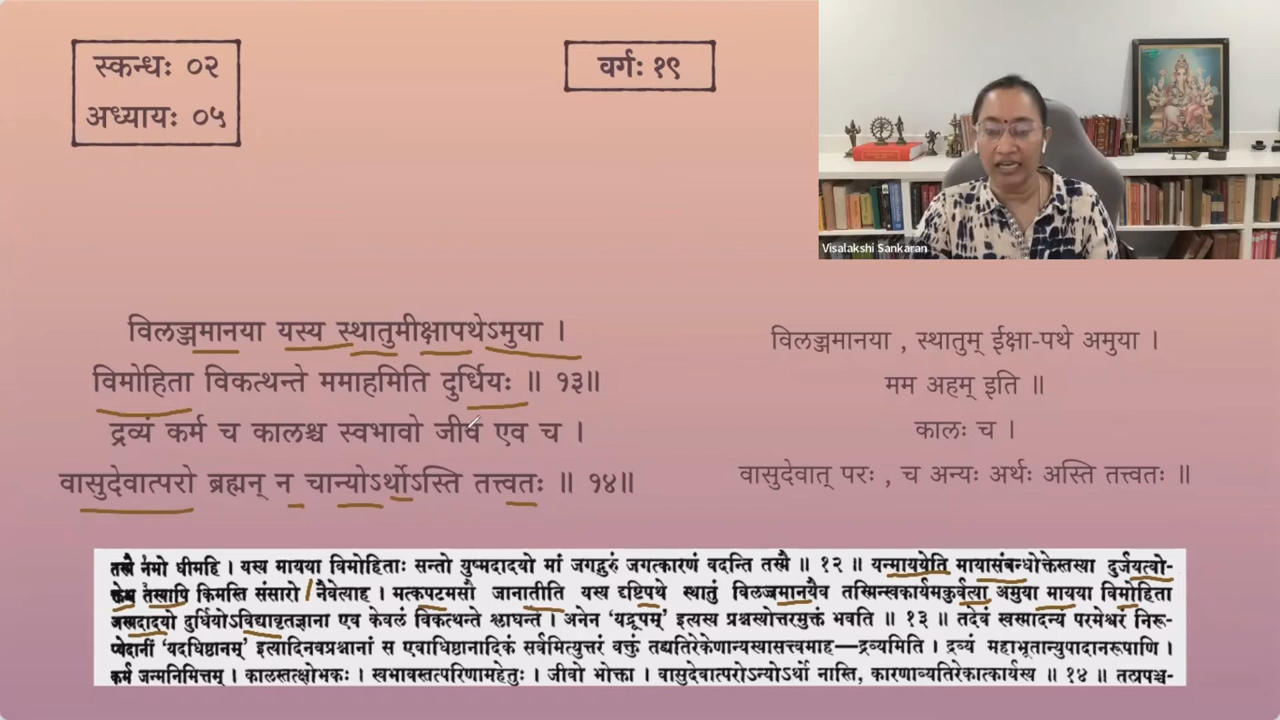 स्कन्धः ०२
अध्यायः ०५
वर्गः १९
Visalakshi Sankaran
विलज्जमानया यस्य स्थातुमीक्षापथेऽमुया ।
विमोहिता विकत्थन्ते ममाहमिति दुर्धियः ॥ १३॥
द्रव्यं कर्म च कालश्च स्वभावो जीव एव च ।
वासुदेवात्परो ब्रह्मन् न चान्योऽर्थोऽस्ति तत्त्वतः ॥ १४॥
विलज्जमानया , स्थातुम् ईक्षा-पथे अमुया ।
मम अहम् इति ॥
कालः च ।
वासुदेवात् परः , च अन्यः अर्थः अस्ति तत्त्वतः ॥
तस्मै नमो धीमहि । यस्य मायया विमोहिताः सन्तो युष्मदादयो मां जगद्गुरुं जगत्कारणं वदन्ति तस्मै ॥ १२ ॥ यन्माययेति मायासंबन्धोक्तेस्तस्या दुर्जयत्वो-
क्तेश्च तस्यापि किमस्ति संसारो नैवेत्याह । मत्कपटमसौ जानातीति यस्य दृष्टिपथे स्थातुं विलज्जमानयैव तस्मिन्स्वकार्यमकुर्वत्या अमुया मायया विमोहिता
अस्मदादयो दुर्धियोऽविद्यावृतज्ञाना एव केवलं विकत्थन्ते श्लाघन्ते । अनेन 'यद्रूपम्' इत्यस्य प्रश्नस्योत्तरमुक्तं भवति ॥ १३ ॥ तदेवं स्वस्मादन्य परमेश्वर निरू-
प्येदानीं 'यदधिष्ठानम्' इत्यादिनवप्रश्नानां स एवाधिष्ठानादिकं सर्वमित्युत्तरं वक्तुं तद्व्यतिरेकेणान्यस्यासत्त्वमाह—द्रव्यमिति । द्रव्यं महाभूतान्युपादानरूपाणि ।
कर्म जन्मनिमित्तम् । कालस्तत्क्षोभकः । स्वभावस्तत्परिणामहेतुः । जीवो भोक्ता । वासुदेवात्परोऽन्योऽर्थो नास्ति, कारणाव्यतिरेकात्कार्यस्य ॥ १४ ॥ तत्प्रपञ्च-